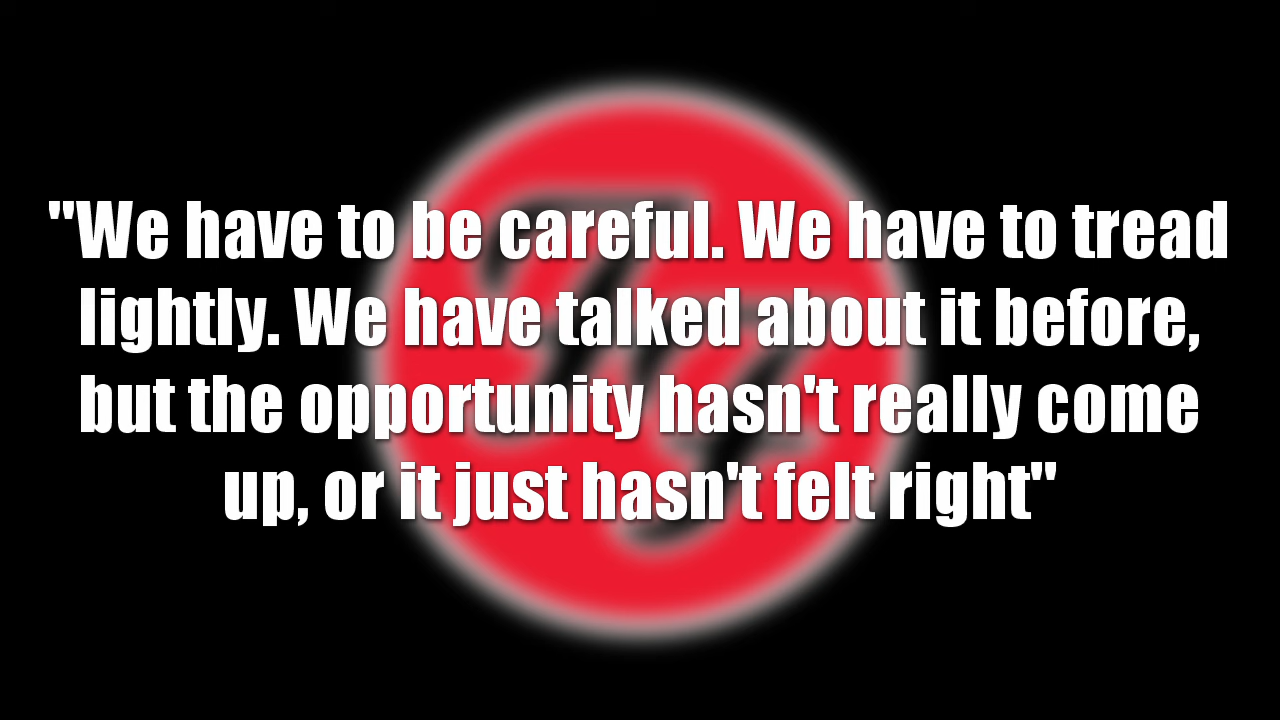 "We have to be careful. We have to tread
lightly. We have talked about it before,
but the opportunity hasn't really come
up, or it just hasn't felt right"